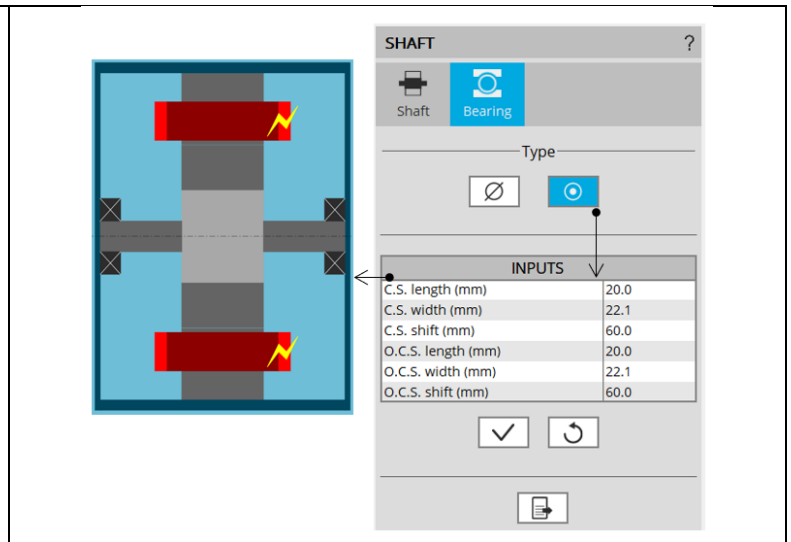 SHAFT ?
Shaft Bearing
Type
INPUTS
C.S. length (mm) 20.0
C.S. width (mm) 22.1
C.S. shift (mm) 60.0
O.C.S. length (mm) 20.0
O.C.S. width (mm) 22.1
O.C.S. shift (mm) 60.0